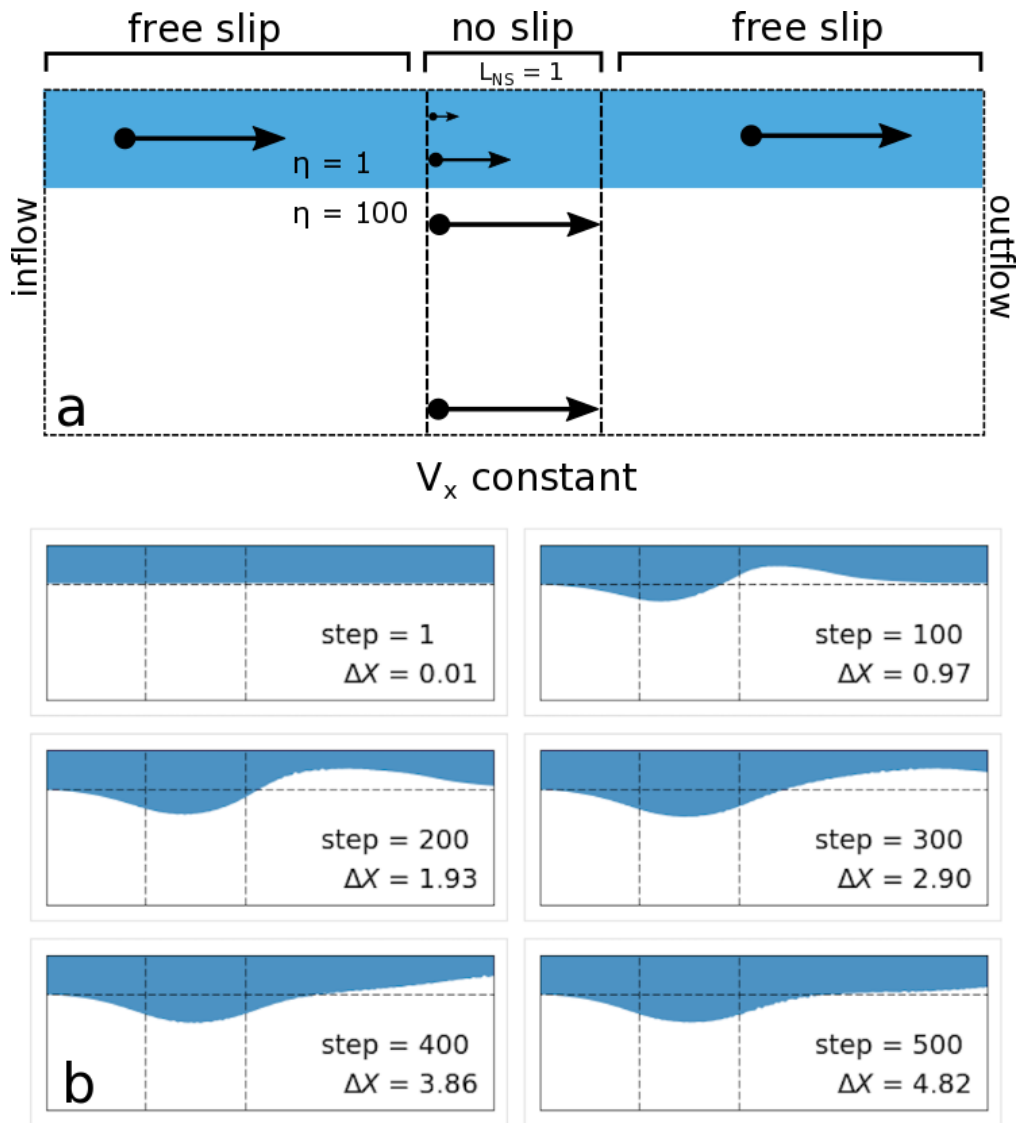 free slip
no slip
free slip
L_NS = 1
η = 1
η = 100
inflow
outflow
a
V_x constant
step = 1
ΔX = 0.01
step = 100
ΔX = 0.97
step = 200
ΔX = 1.93
step = 300
ΔX = 2.90
step = 400
ΔX = 3.86
b
step = 500
ΔX = 4.82